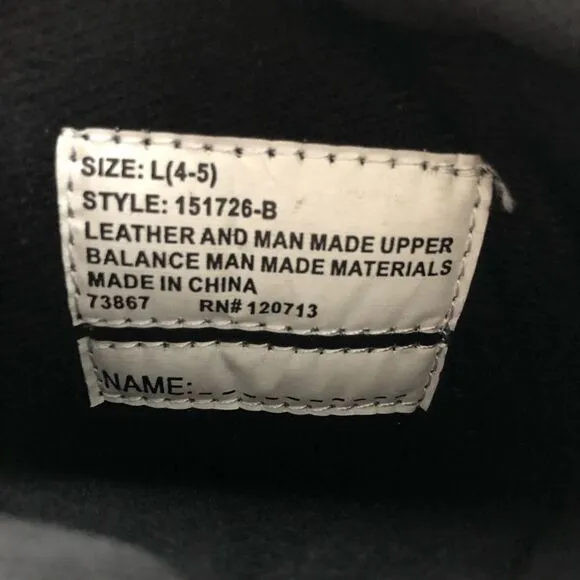 SIZE: L(4-5)
STYLE: 151726-B
LEATHER AND MAN MADE UPPER
BALANCE MAN MADE MATERIALS
MADE IN CHINA
73867 RN# 120713
NAME: